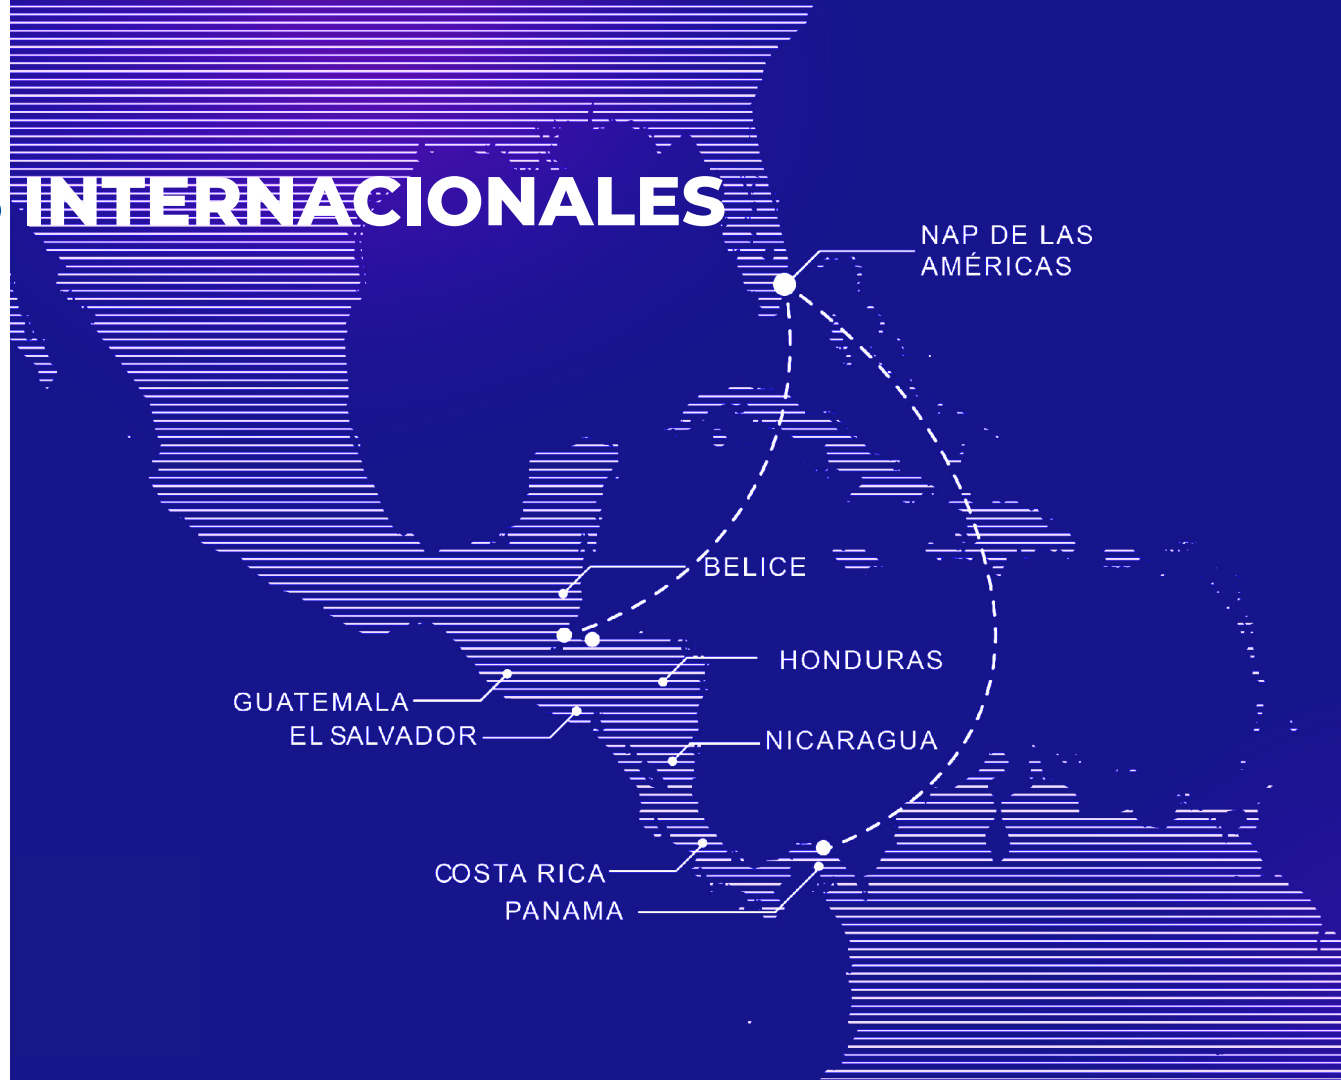 INTERNACIONALES
NAP DE LAS
AMÉRICAS
BELICE
HONDURAS
GUATEMALA
EL SALVADOR
NICARAGUA
COSTA RICA
PANAMA